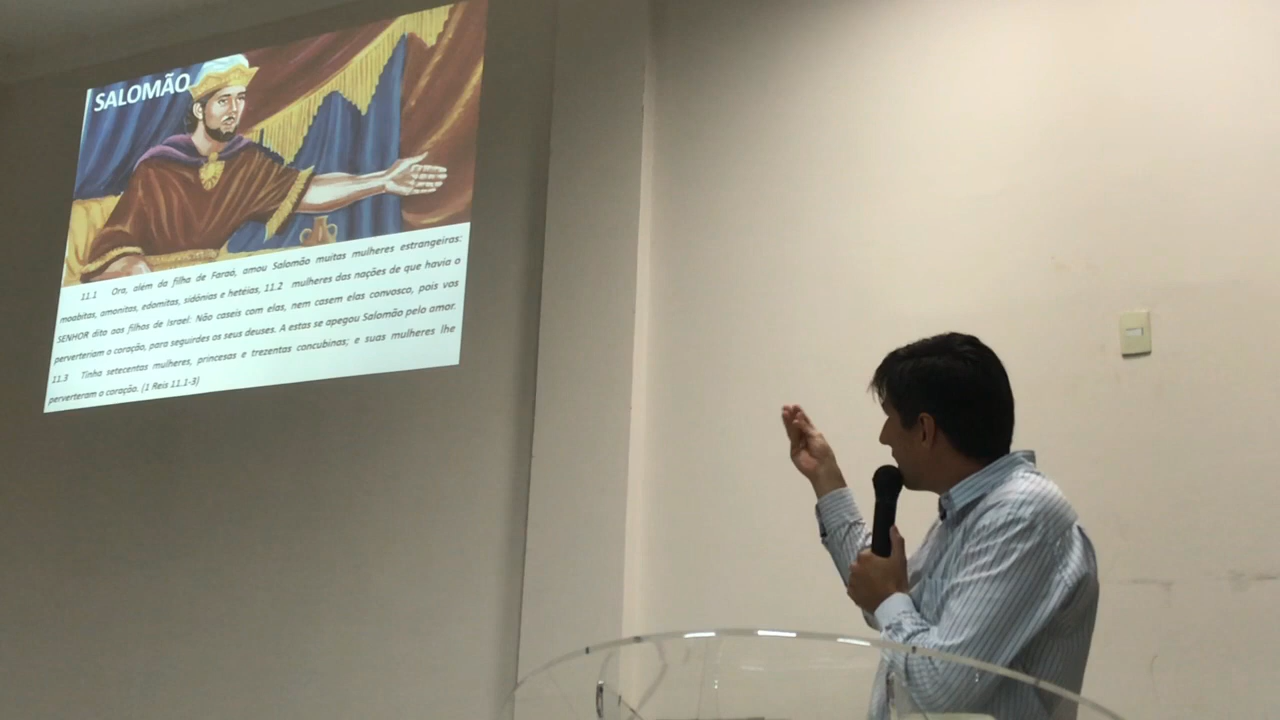 SALOMÃO
11.1 Ora, além da filha de Faraó, amou Salomão muitas mulheres estrangeiras:
moabitas, amonitas, edomitas, sidônias e hetéias, 11.2 mulheres das nações de que havia o
SENHOR dito aos filhos de Israel: Não caseis com elas, nem casem elas convosco, pois vos
perverteriam o coração, para seguirdes os seus deuses. A estas se apegou Salomão pelo amor.
11.3 Tinha setecentas mulheres, princesas e trezentas concubinas; e suas mulheres lhe
perverteram o coração. (1 Reis 11.1-3)